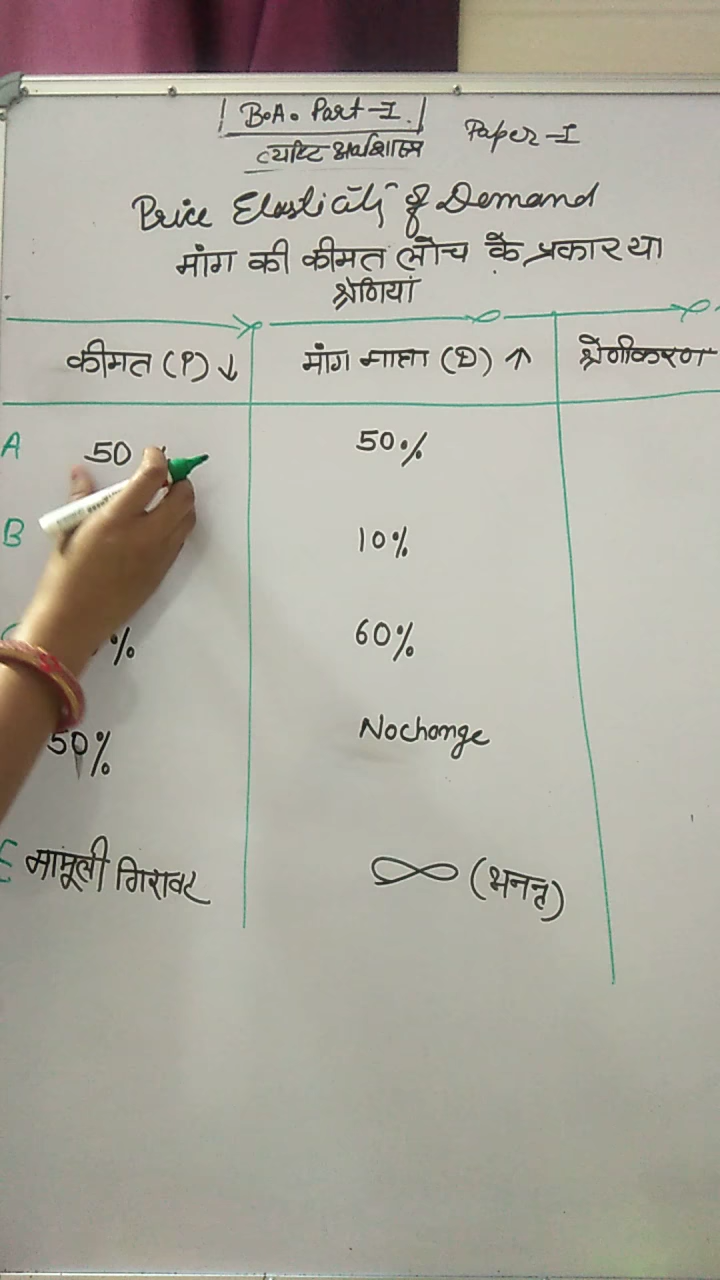 B.A. Part-I. Paper-I
व्यष्टि अर्थशास्त्र
Price Elasticity of Demand
मांग की कीमत लोच के प्रकार या
श्रेणियां
कीमत (P) ↓ मांग मात्रा (D) ↑ श्रेणीकरण
A 50 50%
B 10%
% 60%
50% No change
E मामूली गिरावट ∞ (अनन्त)